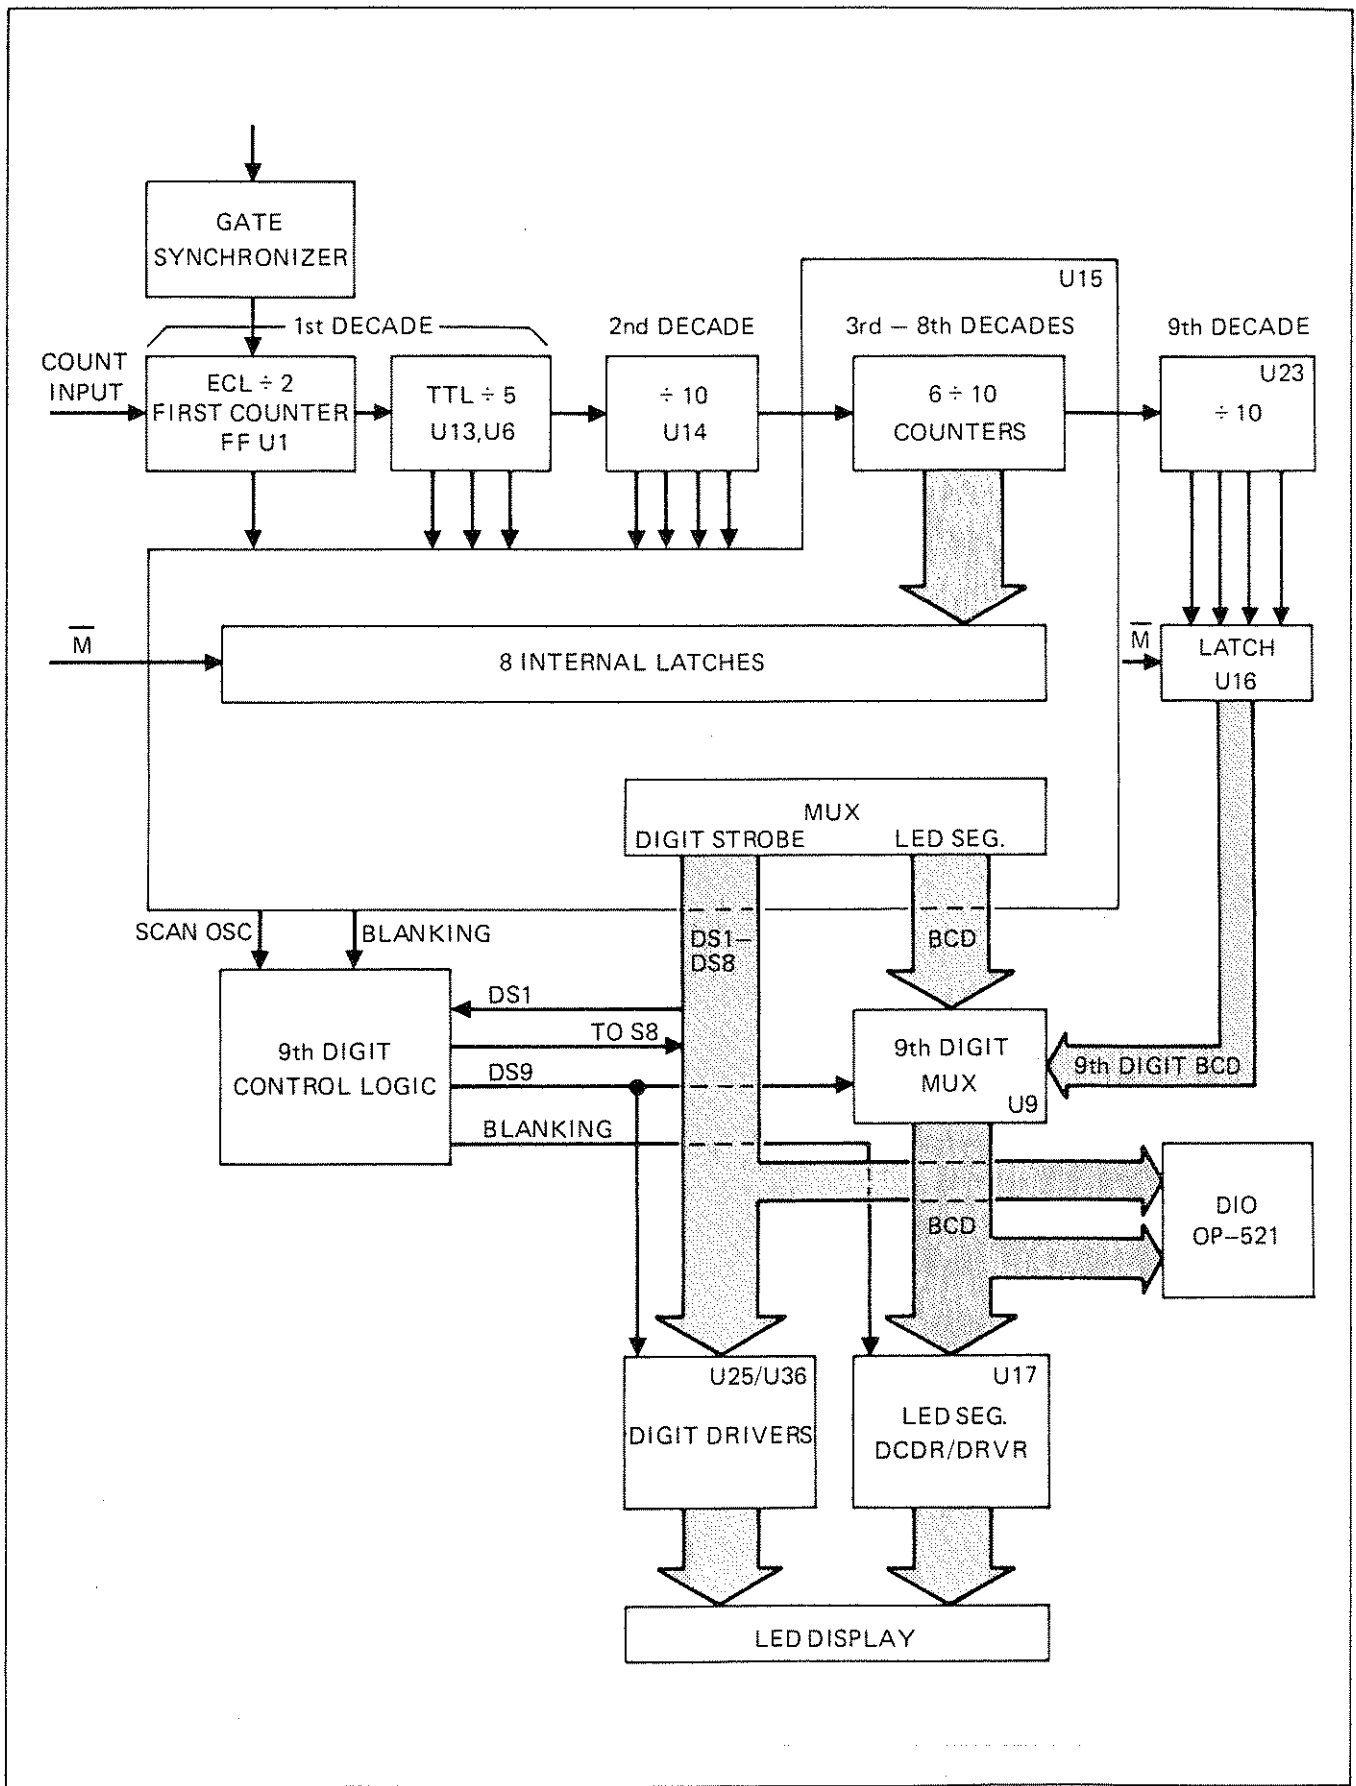 GATE
SYNCHRONIZER
U15
1st DECADE
2nd DECADE
3rd – 8th DECADES
9th DECADE
COUNT
INPUT
ECL ÷ 2
FIRST COUNTER
FF U1
TTL ÷ 5
U13,U6
÷ 10
U14
6 ÷ 10
COUNTERS
U23
÷ 10
M̅
8 INTERNAL LATCHES
M̅
LATCH
U16
MUX
DIGIT STROBE
LED SEG.
SCAN OSC
BLANKING
DS1–
DS8
BCD
9th DIGIT
CONTROL LOGIC
DS1
TO S8
DS9
BLANKING
9th DIGIT
MUX
U9
9th DIGIT BCD
BCD
DIO
OP–521
U25/U36
DIGIT DRIVERS
U17
LED SEG.
DCDR/DRVR
LED DISPLAY